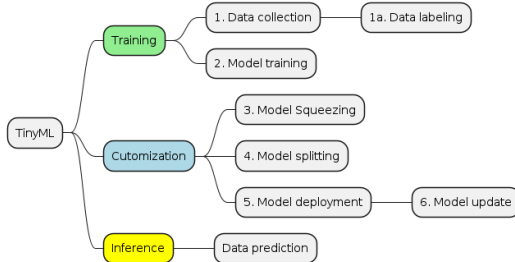 TinyML
Training
1. Data collection
1a. Data labeling
2. Model training
Cutomization
3. Model Squeezing
4. Model splitting
5. Model deployment
6. Model update
Inference
Data prediction